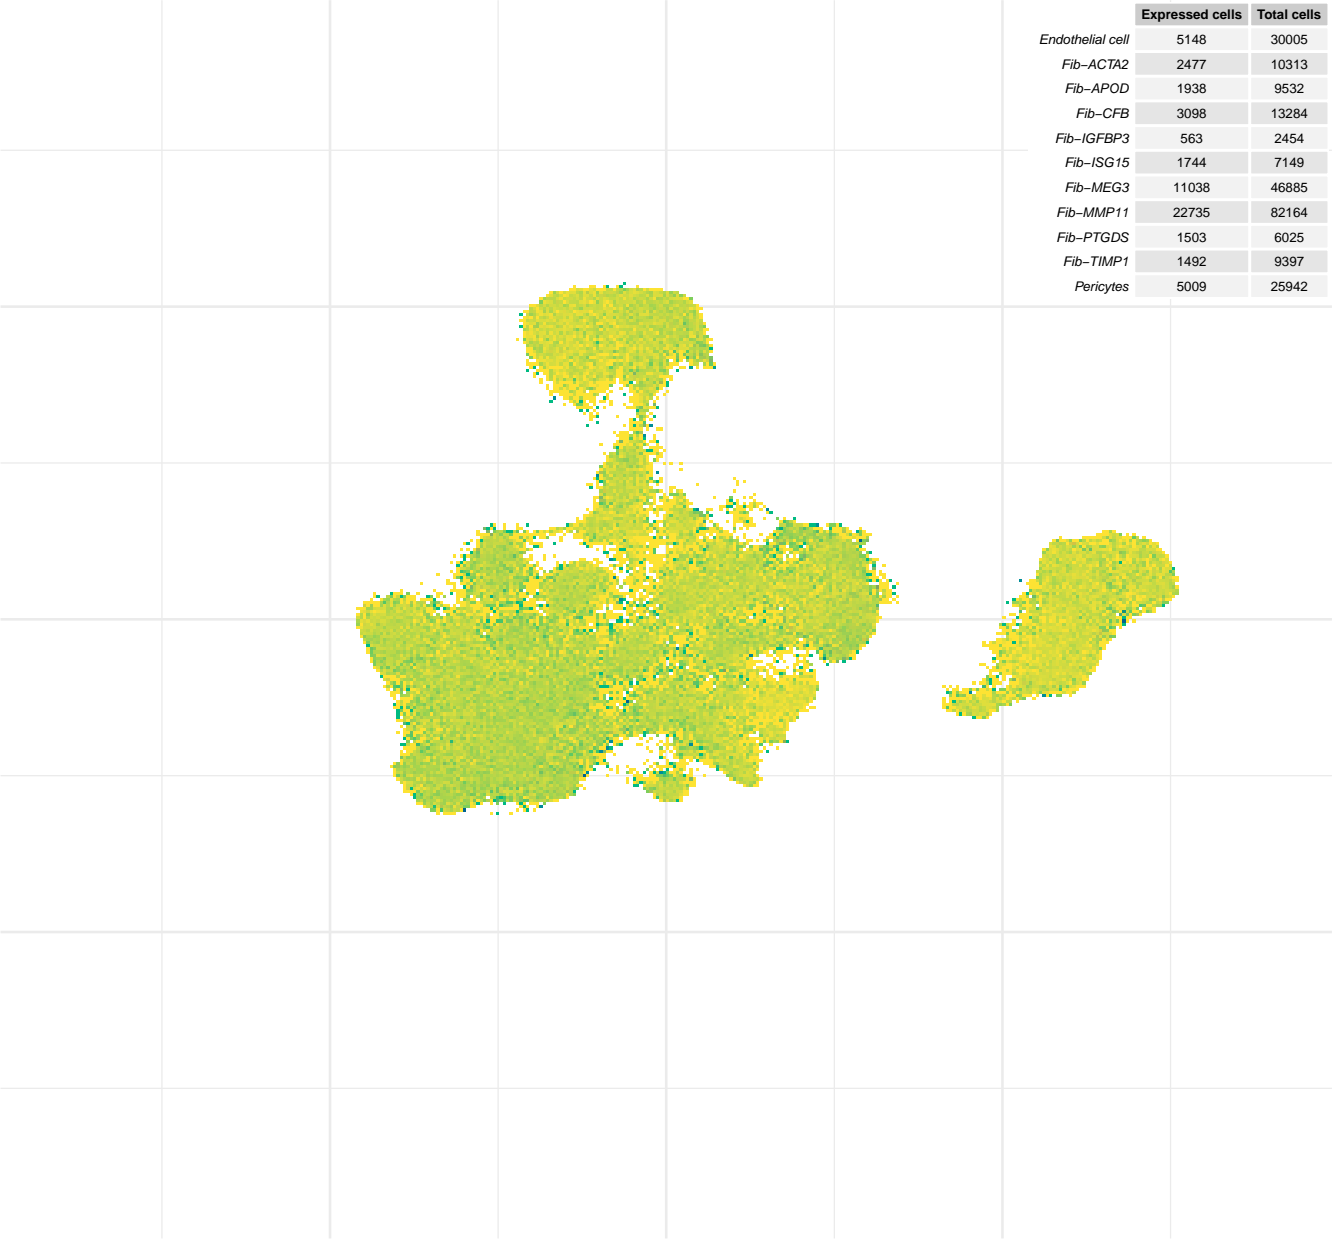 Expressed cells Total cells
Endothelial cell 5148 30005
Fib−ACTA2 2477 10313
Fib−APOD 1938 9532
Fib−CFB 3098 13284
Fib−IGFBP3 563 2454
Fib−ISG15 1744 7149
Fib−MEG3 11038 46885
Fib−MMP11 22735 82164
Fib−PTGDS 1503 6025
Fib−TIMP1 1492 9397
Pericytes 5009 25942